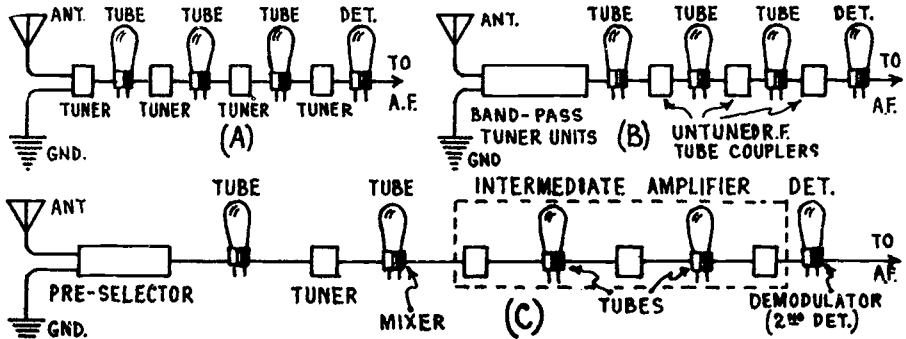 ANT. TUBE TUBE TUBE DET.
TO
A.F.
TUNER TUNER TUNER TUNER
GND.
(A)
ANT. TUBE TUBE TUBE DET.
TO
A.F.
BAND-PASS
TUNER UNITS
GND
(B)
UNTUNED R.F.
TUBE COUPLERS
ANT TUBE TUBE INTERMEDIATE AMPLIFIER DET.
TO
A.F.
PRE-SELECTOR TUNER
GND.
MIXER
(C)
TUBES
DEMODULATOR
(2ND DET.)